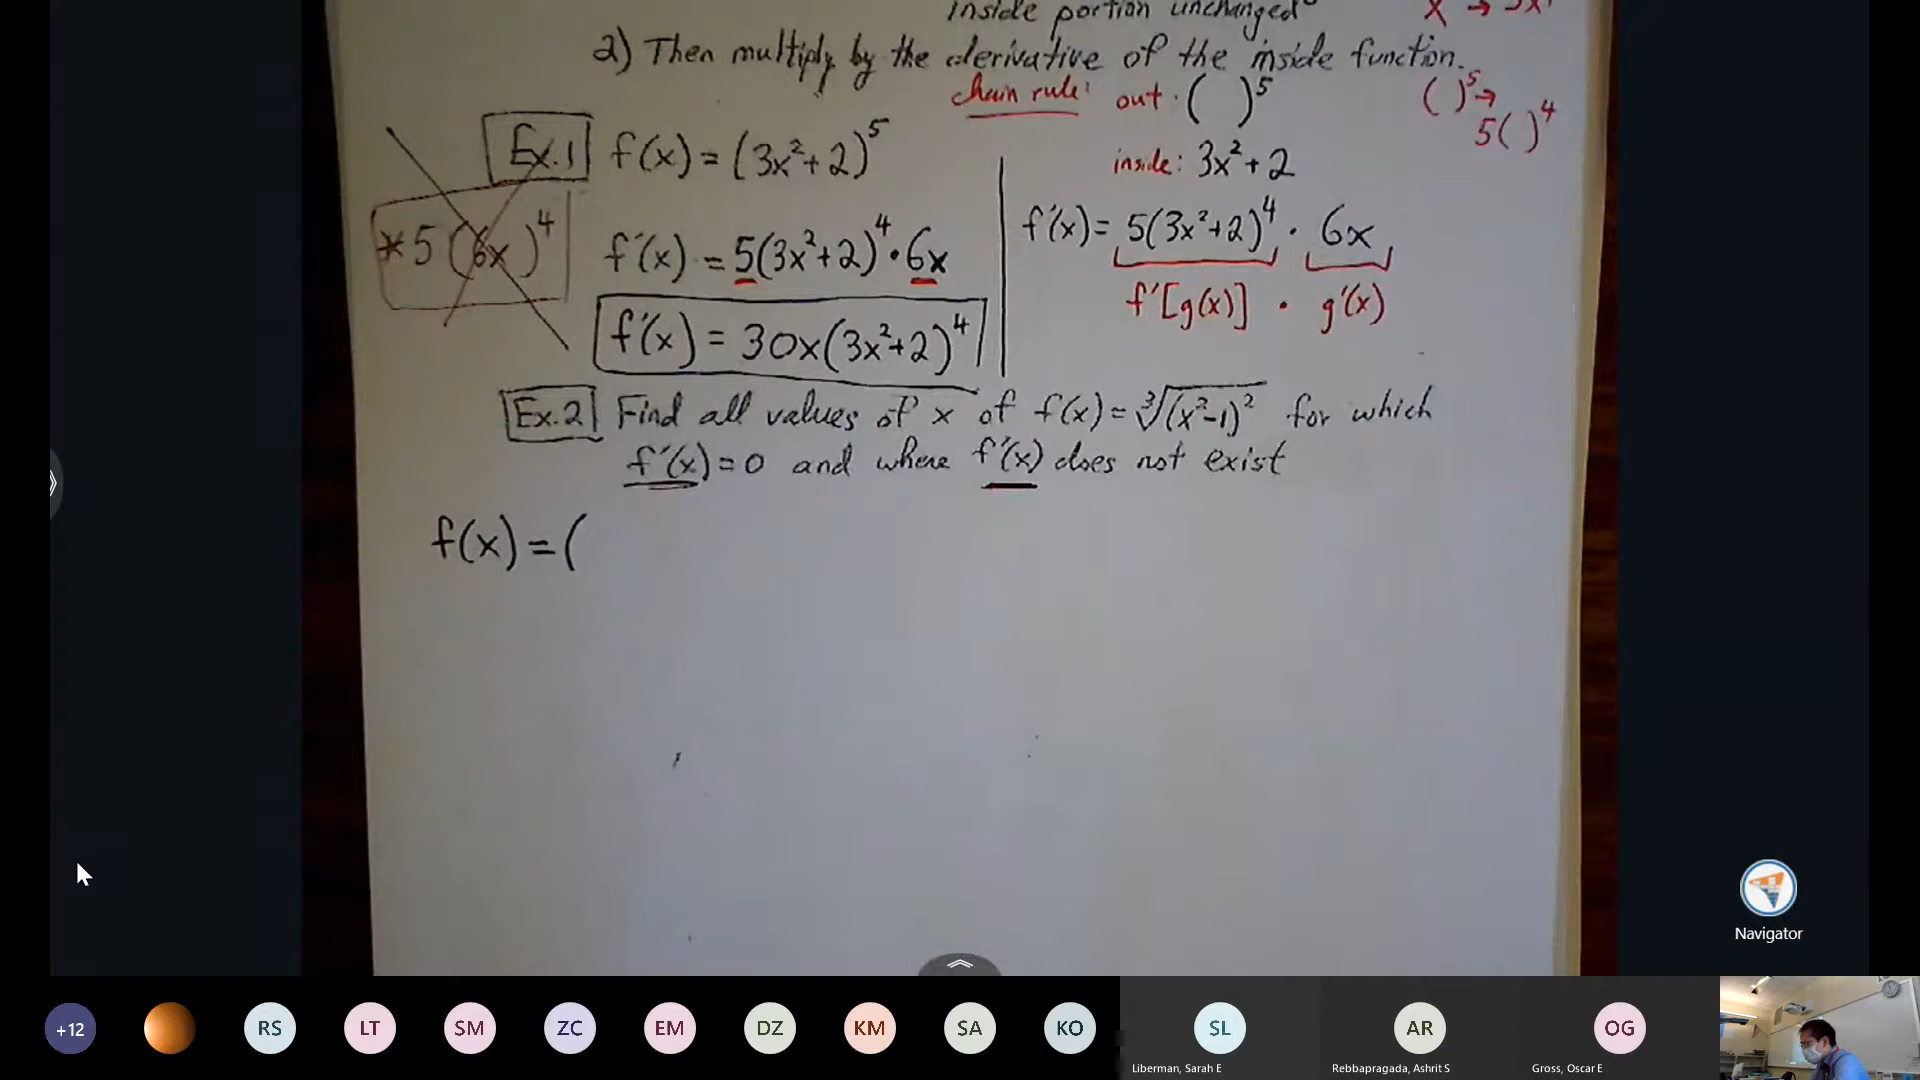 inside portion unchanged
2) Then multiply by the derivative of the inside function.
chain rule: out · (  )⁵
(  )⁵→
5(  )⁴
Ex.1 f(x) = (3x²+2)⁵
inside: 3x²+2
*5(6x)⁴
f'(x) = 5(3x²+2)⁴ · 6x
f'(x) = 5(3x²+2)⁴ · 6x
f'[g(x)] · g'(x)
f'(x) = 30x(3x²+2)⁴
Ex.2 Find all values of x of f(x) = ∛(x²-1)² for which
f'(x) = 0 and where f'(x) does not exist
f(x) = (
Navigator
+12 RS LT SM ZC EM DZ KM SA KO SL AR OG
Liberman, Sarah E Rebbapragada, Ashrit S Gross, Oscar E